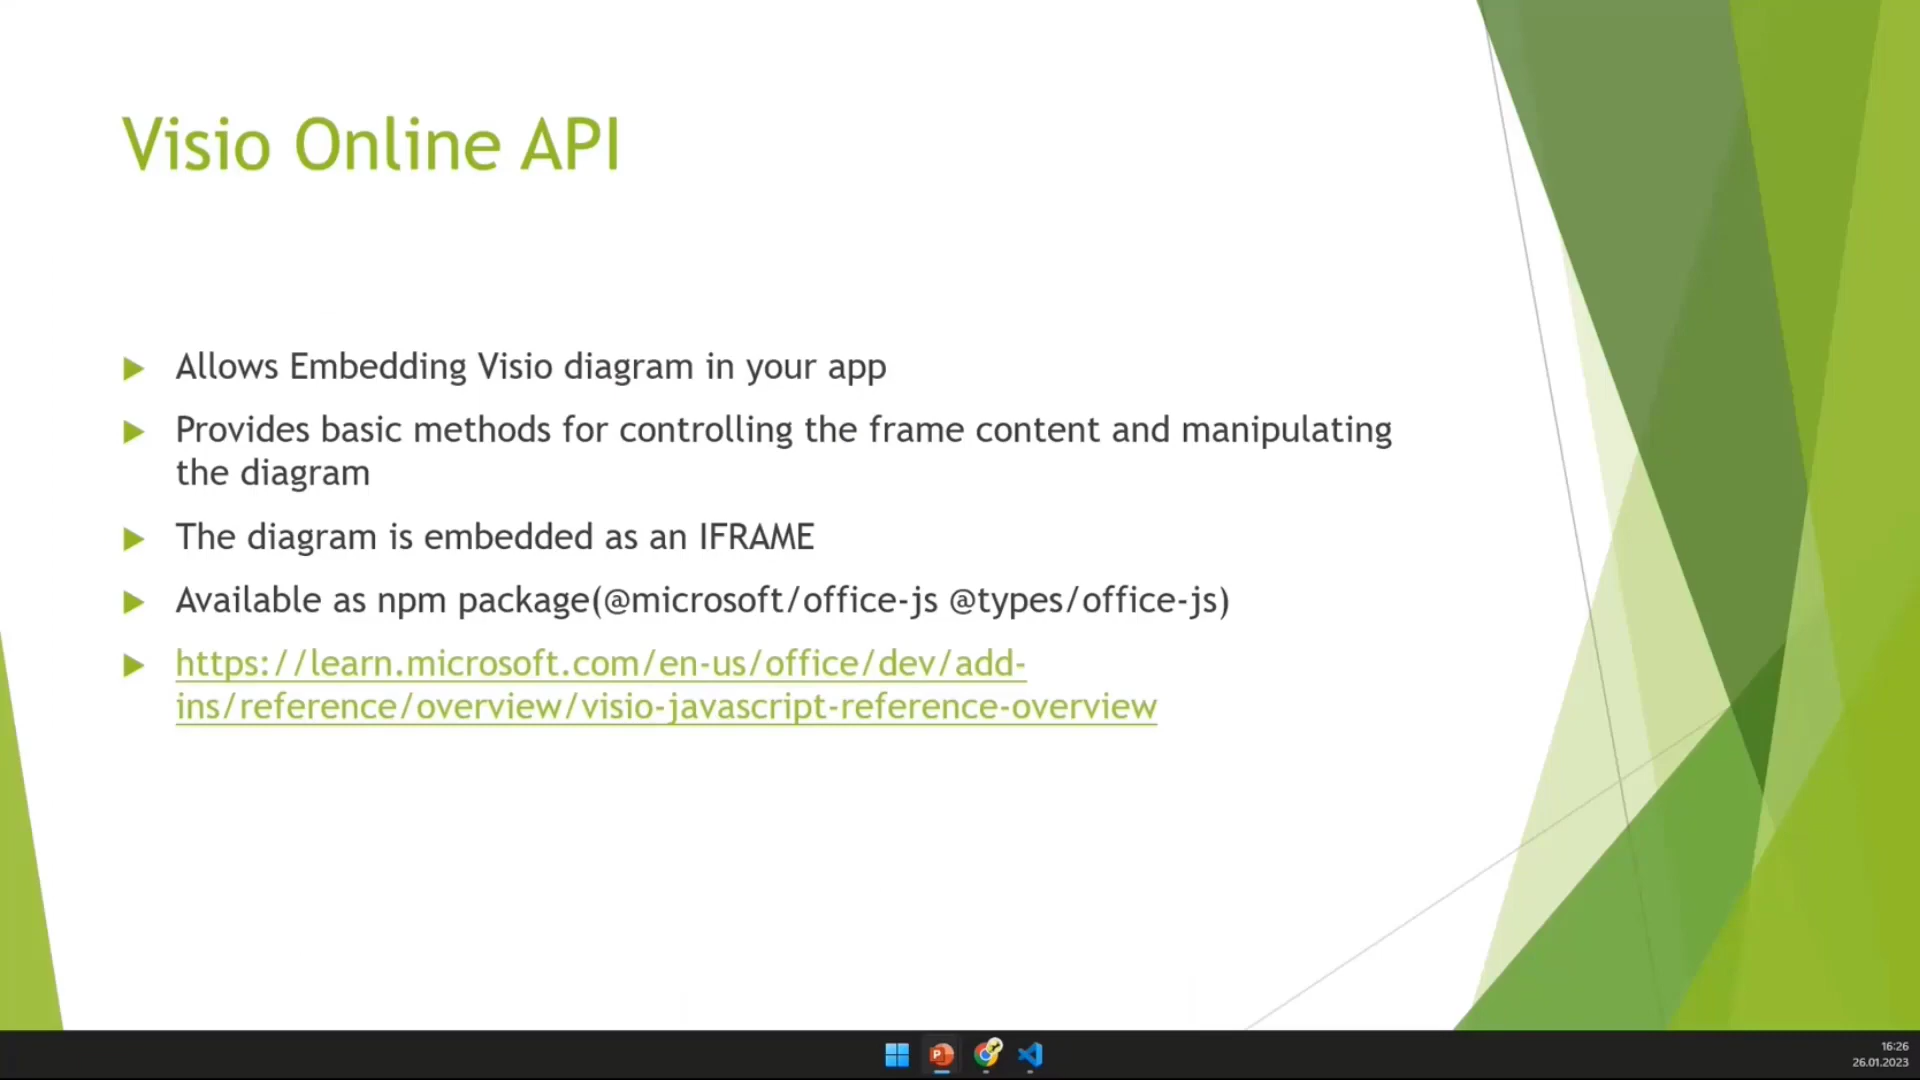 Visio Online API
Allows Embedding Visio diagram in your app
Provides basic methods for controlling the frame content and manipulating
the diagram
The diagram is embedded as an IFRAME
Available as npm package(@microsoft/office-js @types/office-js)
https://learn.microsoft.com/en-us/office/dev/add-
ins/reference/overview/visio-javascript-reference-overview
16:26
26.01.2023